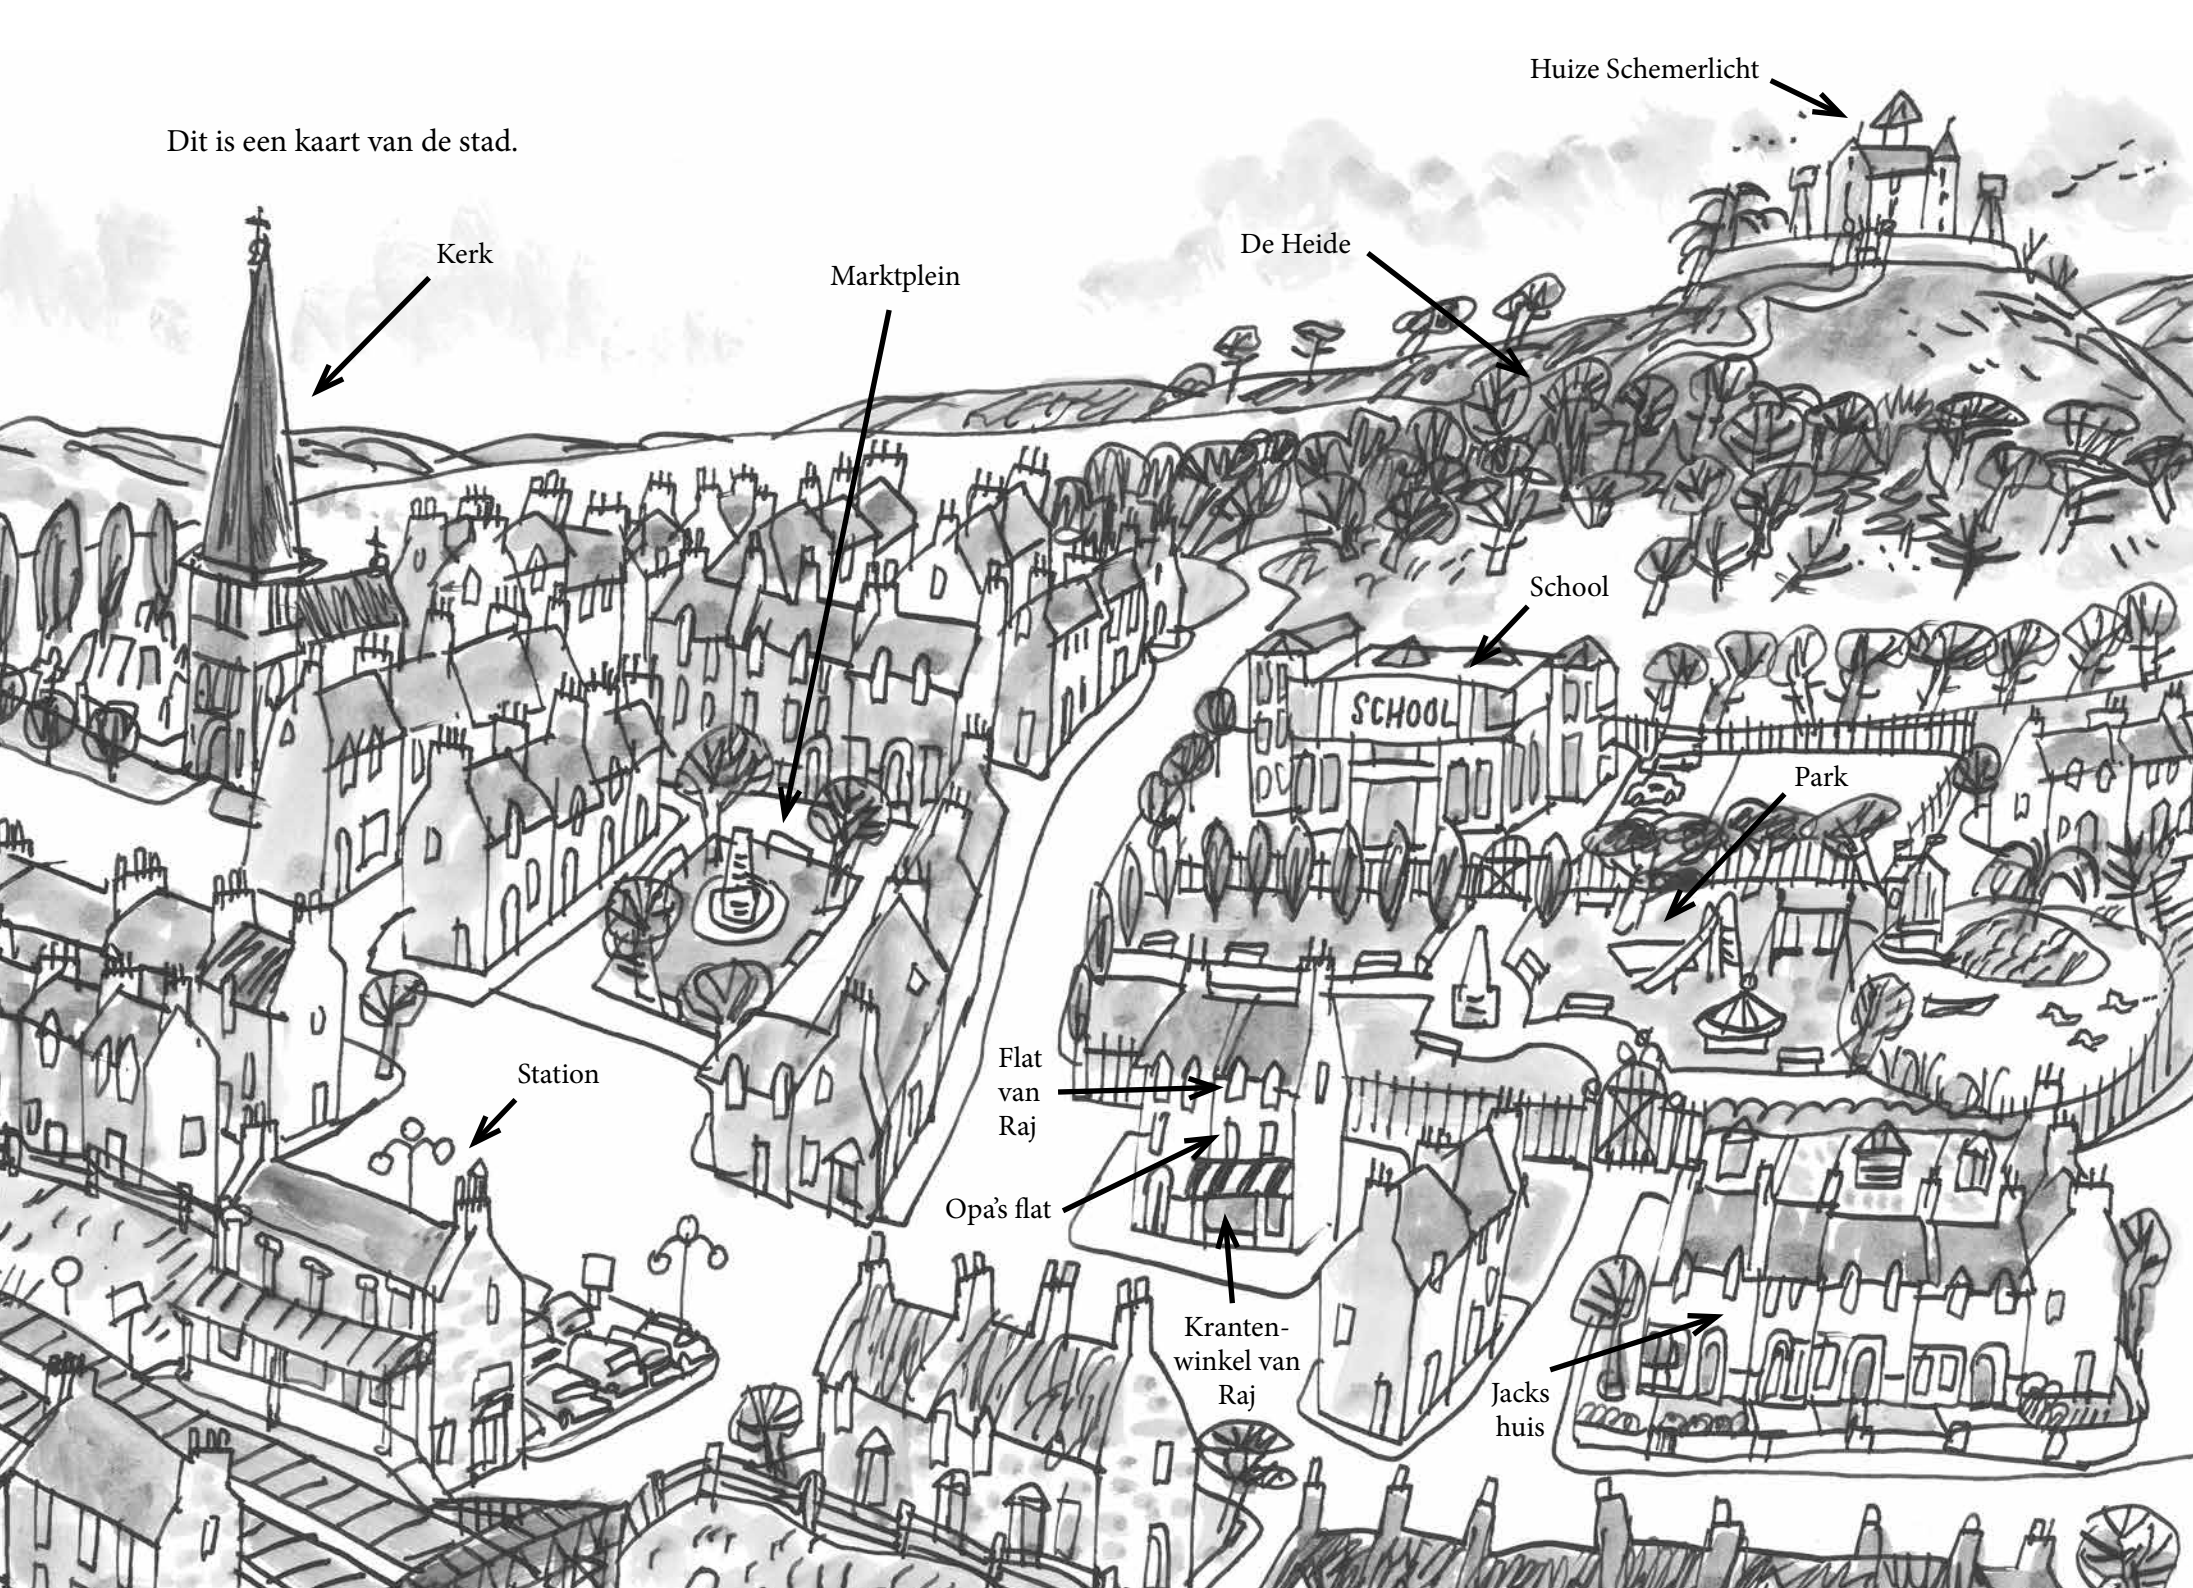 Huize Schemerlicht
Dit is een kaart van de stad.
Kerk
De Heide
Marktplein
School
SCHOOL
Park
Flat
van
Raj
Station
Opa's flat
Kranten-
winkel van
Raj
Jacks
huis